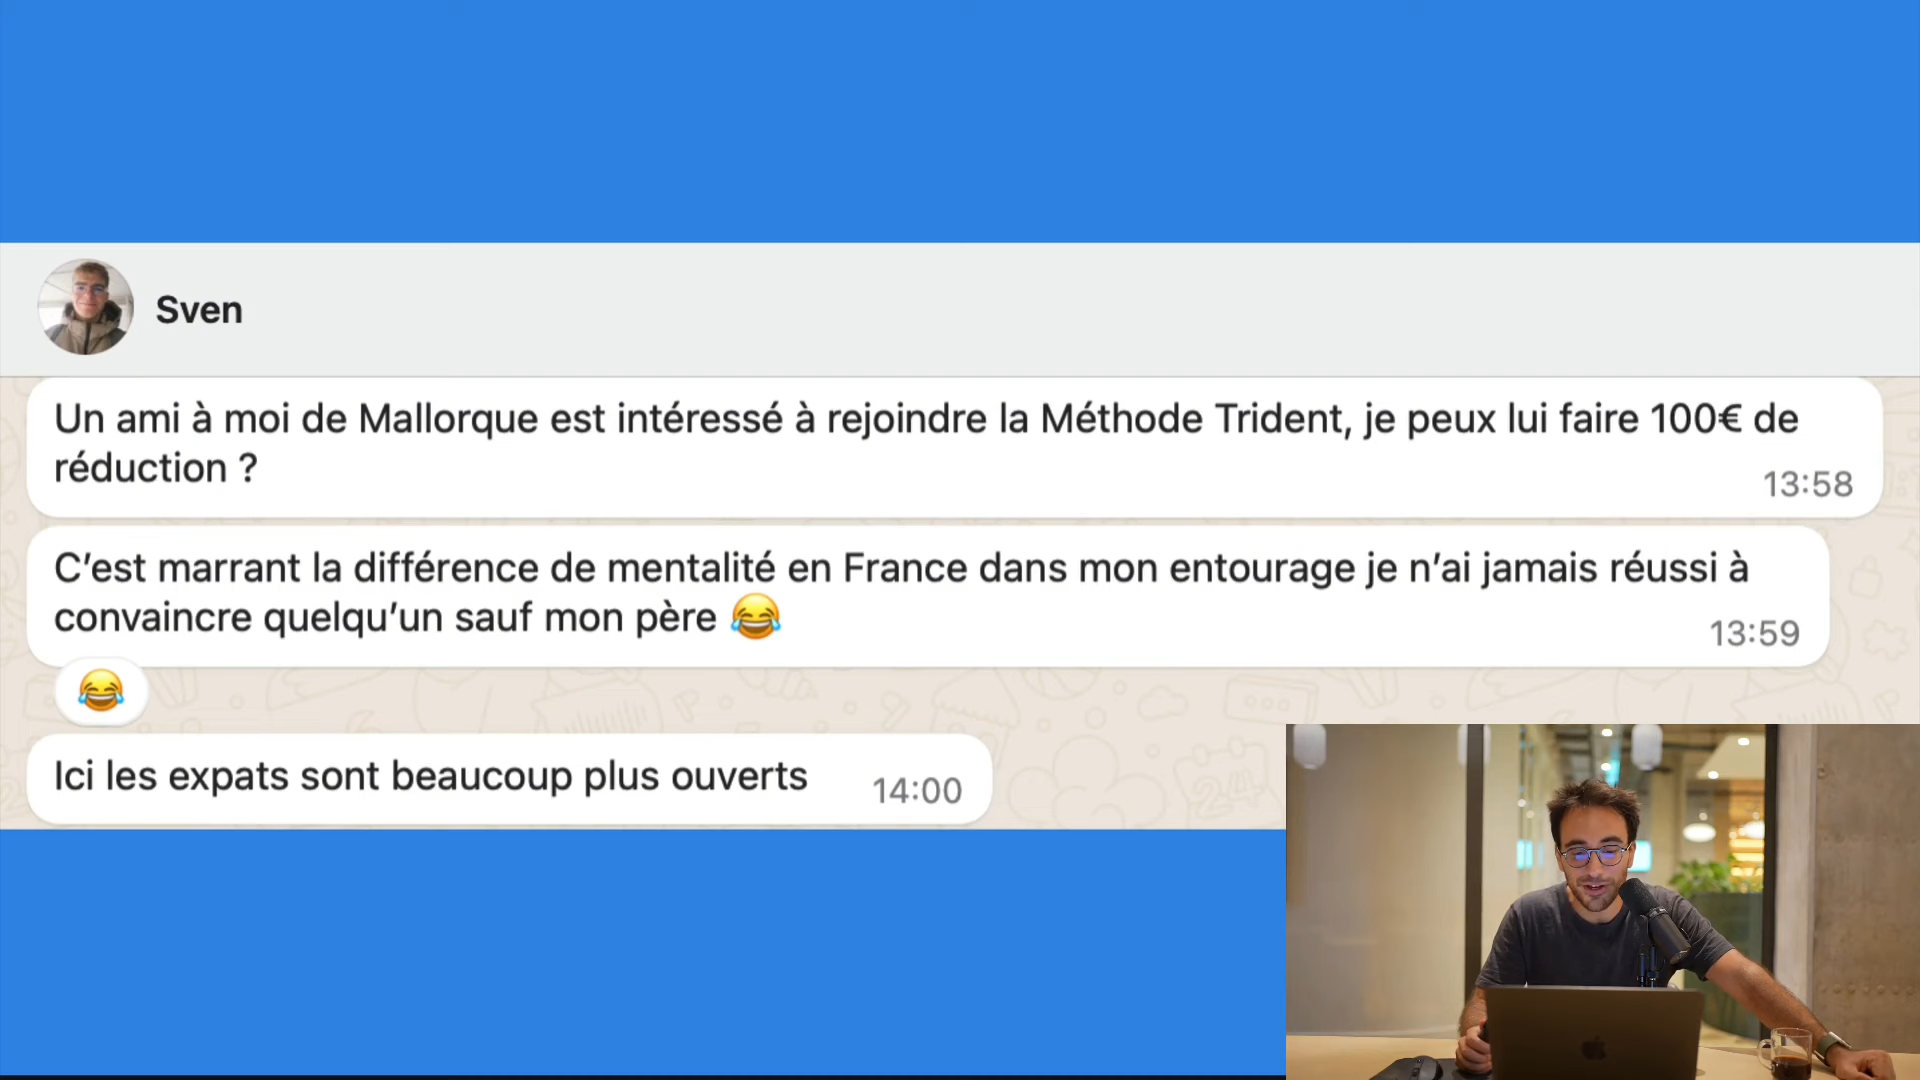 Sven
Un ami à moi de Mallorque est intéressé à rejoindre la Méthode Trident, je peux lui faire 100€ de
réduction ?
13:58
C’est marrant la différence de mentalité en France dans mon entourage je n’ai jamais réussi à
convaincre quelqu’un sauf mon père 😂
13:59
😂
Ici les expats sont beaucoup plus ouverts 14:00